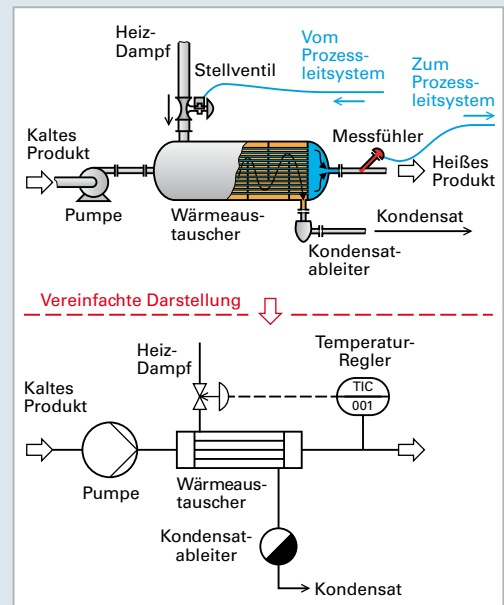 Heiz-
Dampf
Stellventil
Vom
Prozess-
leitsystem
Zum
Prozess-
leitsystem
Kaltes
Produkt
Messfühler
Heißes
Produkt
Pumpe
Wärmeaus-
tauscher
Kondensat
Kondensat-
ableiter
Vereinfachte Darstellung
Heiz-
Dampf
Temperatur-
Regler
Kaltes
Produkt
TIC
001
Pumpe
Wärmeaus-
tauscher
Kondensat-
ableiter
Kondensat